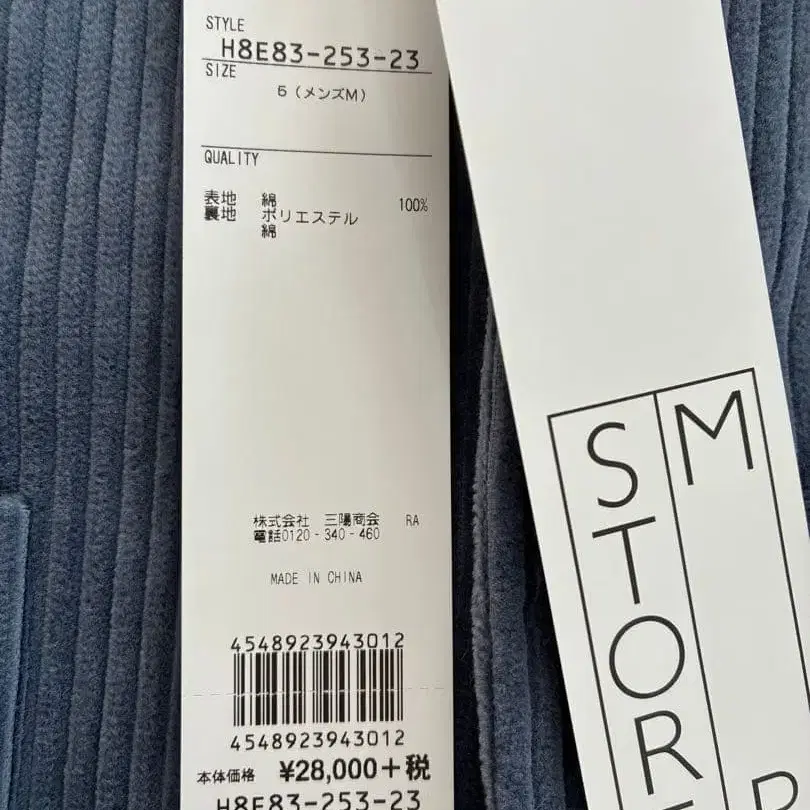 STYLE
H8E83-253-23
SIZE
5(メンズM)
QUALITY
表地 綿 100%
裏地 ポリエステル
綿
株式会社 三陽商会 RA
電話0120-340-460
MADE IN CHINA
4548923943012
4548923943012
本体価格 ¥28,000+税
H8E83-253-23
M
STOR